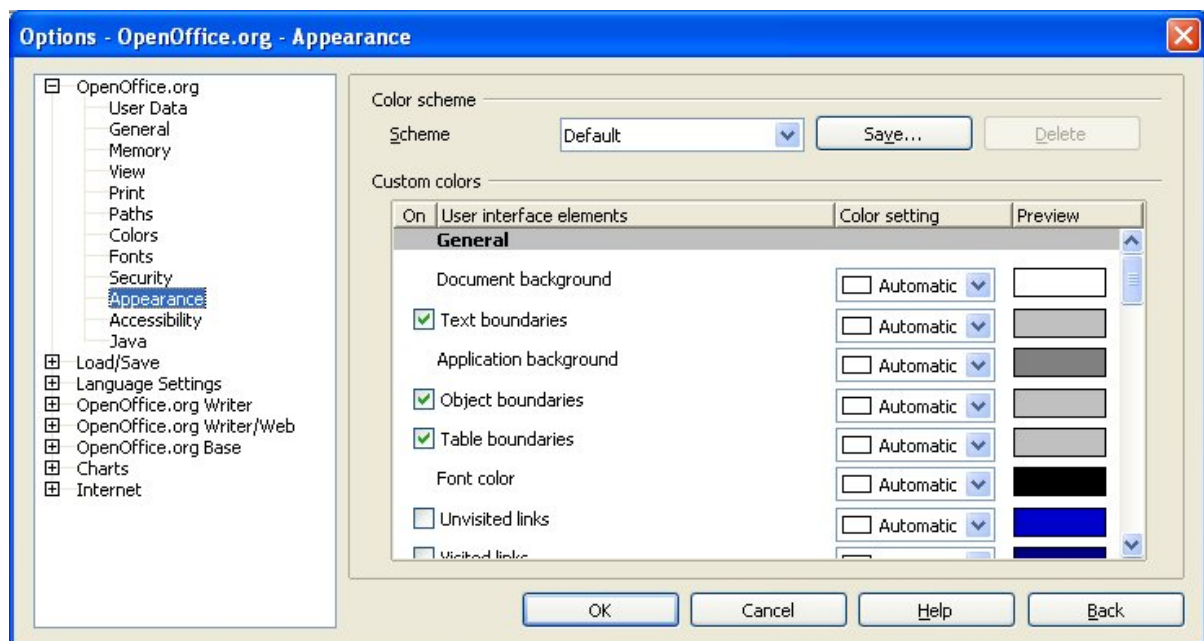 Options - OpenOffice.org - Appearance
OpenOffice.org
User Data
General
Memory
View
Print
Paths
Colors
Fonts
Security
Appearance
Accessibility
Java
Load/Save
Language Settings
OpenOffice.org Writer
OpenOffice.org Writer/Web
OpenOffice.org Base
Charts
Internet
Color scheme
Scheme Default Save... Delete
Custom colors
On User interface elements Color setting Preview
General
Document background Automatic
Text boundaries Automatic
Application background Automatic
Object boundaries Automatic
Table boundaries Automatic
Font color Automatic
Unvisited links Automatic
Visited links
OK Cancel Help Back